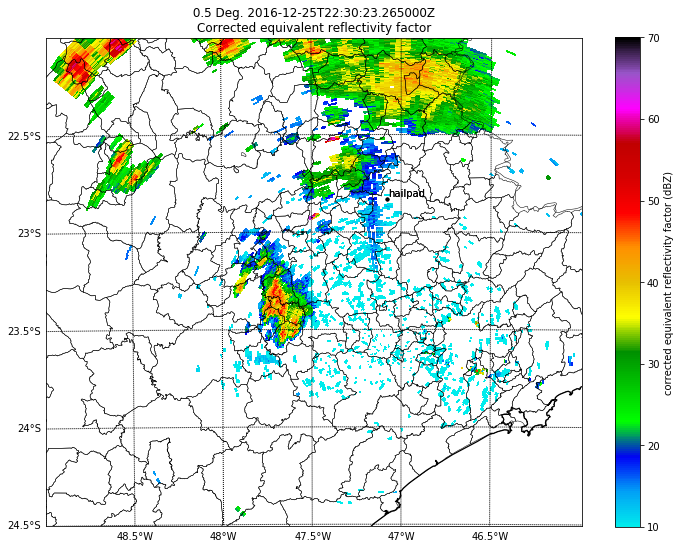 0.5 Deg. 2016-12-25T22:30:23.265000Z
Corrected equivalent reflectivity factor
22.5°S
23°S
23.5°S
24°S
24.5°S
48.5°W
48°W
47.5°W
47°W
46.5°W
nailpad
70
60
50
40
30
20
10
corrected equivalent reflectivity factor (dBZ)